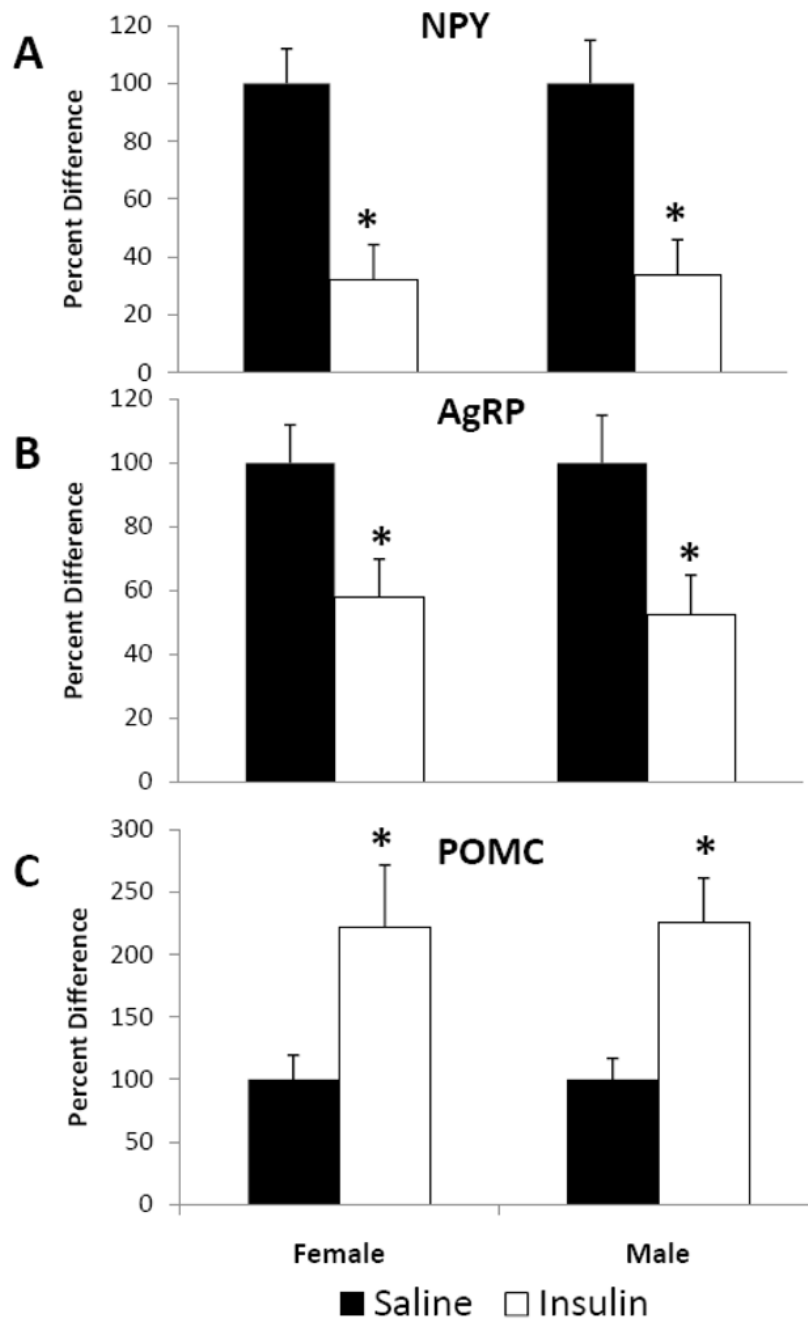 A
NPY
120
100
80
60
40
20
0
Percent Difference
*
*
B
AgRP
120
100
80
60
40
20
0
Percent Difference
*
*
C
POMC
300
250
200
150
100
50
0
Percent Difference
*
*
Female Male
Saline Insulin